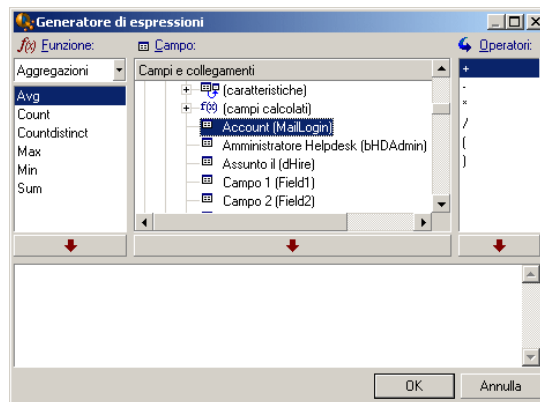 Generatore di espressioni
f(x) Funzione:
Campo:
Operatori:
Aggregazioni
Campi e collegamenti
+
Avg
(caratteristiche)
-
Count
f(x) (campi calcolati)
*
Countdistinct
Account (MailLogin)
/
Max
Amministratore Helpdesk (bHDAdmin)
(
Min
Assunto il (dHire)
)
Sum
Campo 1 (Field1)
Campo 2 (Field2)
OK
Annulla